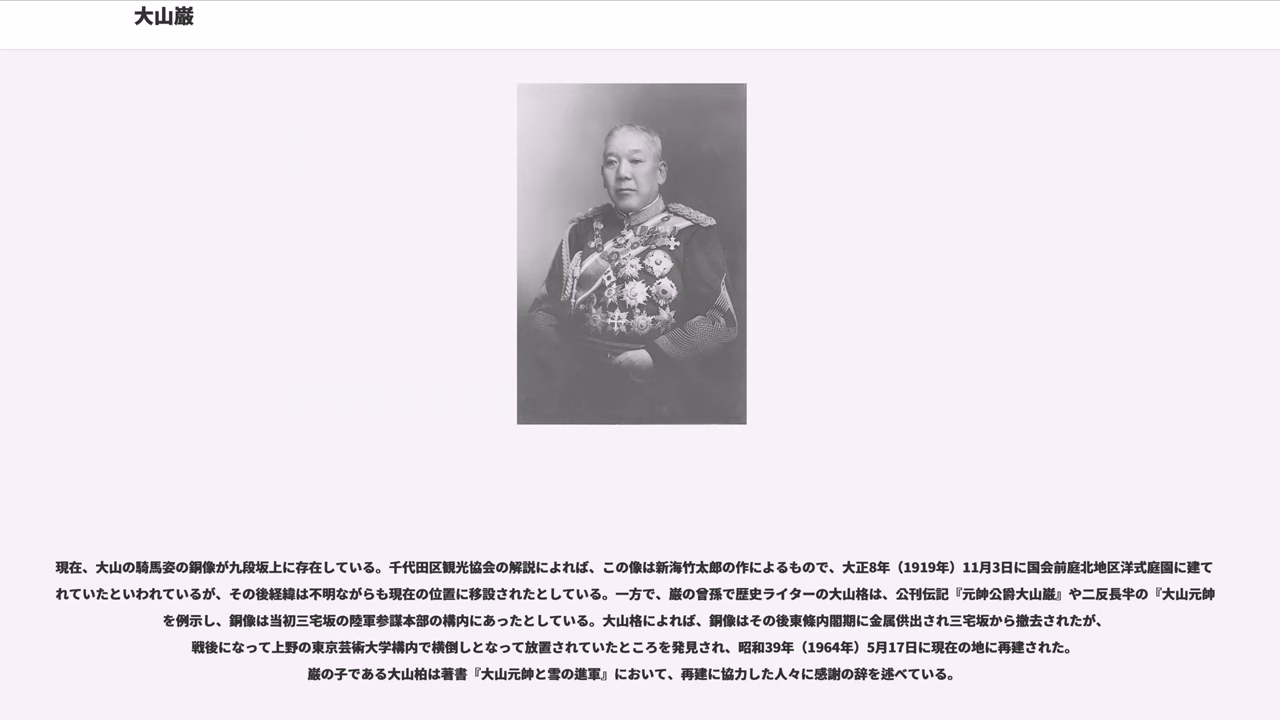 大山巌
現在、大山の騎馬姿の銅像が九段坂上に存在している。千代田区観光協会の解説によれば、この像は新海竹太郎の作によるもので、大正8年（1919年）11月3日に国会前庭北地区洋式庭園に建て
れていたといわれているが、その後経緯は不明ながらも現在の位置に移設されたとしている。一方で、巌の曾孫で歴史ライターの大山格は、公刊伝記『元帥公爵大山巌』や二反長半の『大山元帥
を例示し、銅像は当初三宅坂の陸軍参謀本部の構内にあったとしている。大山格によれば、銅像はその後東條内閣期に金属供出され三宅坂から撤去されたが、
戦後になって上野の東京芸術大学構内で横倒しとなって放置されていたところを発見され、昭和39年（1964年）5月17日に現在の地に再建された。
巌の子である大山柏は著書『大山元帥と雪の進軍』において、再建に協力した人々に感謝の辞を述べている。